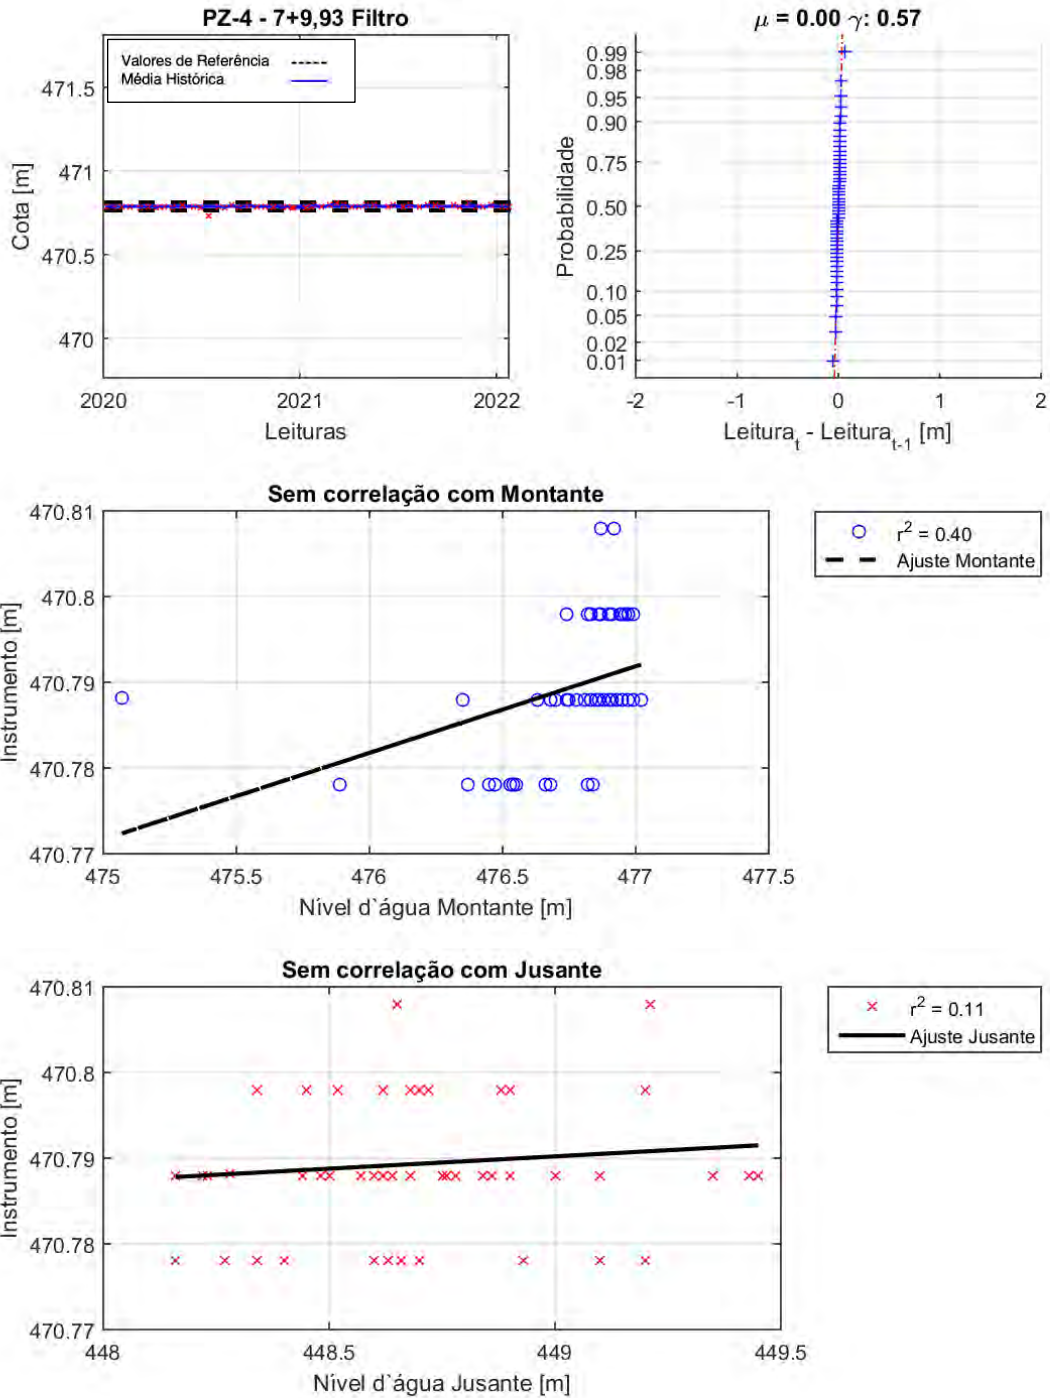 PZ-4 - 7+9,93 Filtro
Valores de Referência
Média Histórica
471.5
471
470.5
470
Cota [m]
2020
2021
2022
Leituras
μ = 0.00 γ: 0.57
0.99
0.98
0.95
0.90
0.75
0.50
0.25
0.10
0.05
0.02
0.01
Probabilidade
-2
-1
0
1
2
Leitura_t - Leitura_t-1 [m]
Sem correlação com Montante
470.81
470.8
470.79
470.78
470.77
Instrumento [m]
475
475.5
476
476.5
477
477.5
Nível d`água Montante [m]
r² = 0.40
Ajuste Montante
Sem correlação com Jusante
470.81
470.8
470.79
470.78
470.77
Instrumento [m]
448
448.5
449
449.5
Nível d`água Jusante [m]
r² = 0.11
Ajuste Jusante